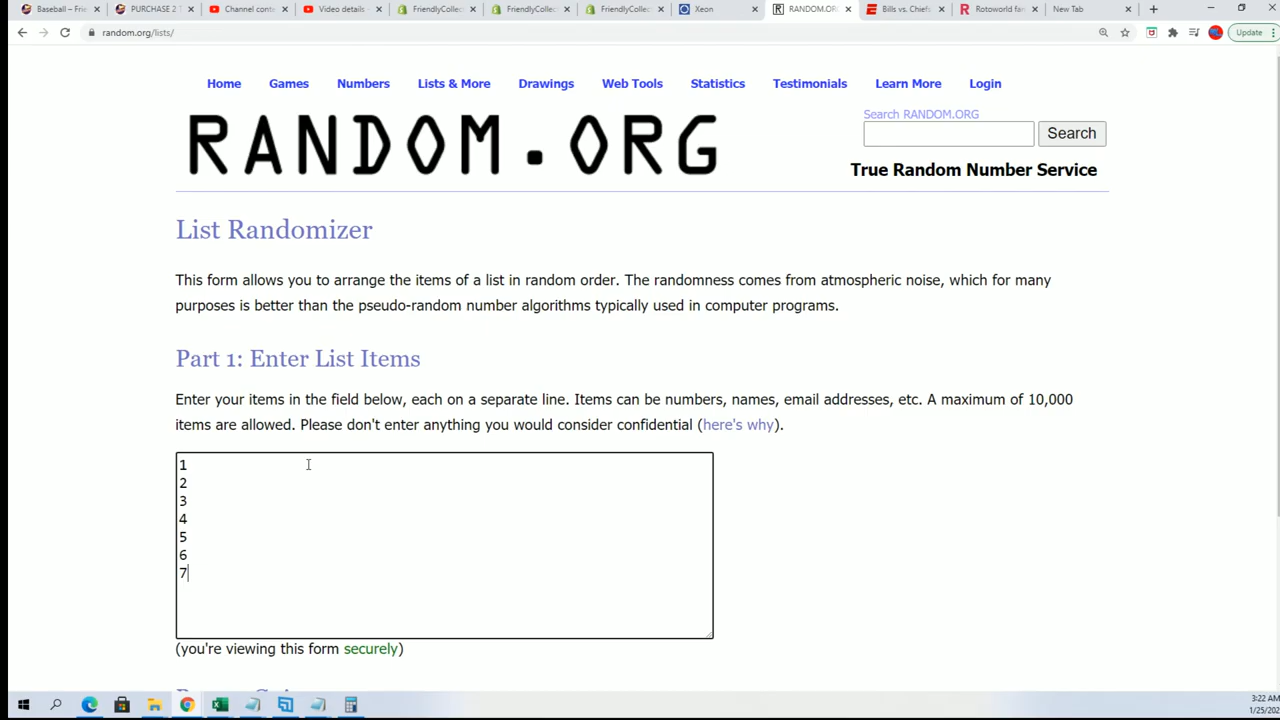 Baseball – Frie
PURCHASE 2 T
Channel conte
Video details -
FriendlyCollec
FriendlyCollec
FriendlyCollec
Xeon
RANDOM.OR
Bills vs. Chiefs
Rotoworld fan
New Tab
random.org/lists/
Update
Home Games Numbers Lists & More Drawings Web Tools Statistics Testimonials Learn More Login
RANDOM.ORG
Search RANDOM.ORG
Search
True Random Number Service
List Randomizer
This form allows you to arrange the items of a list in random order. The randomness comes from atmospheric noise, which for many
purposes is better than the pseudo-random number algorithms typically used in computer programs.
Part 1: Enter List Items
Enter your items in the field below, each on a separate line. Items can be numbers, names, email addresses, etc. A maximum of 10,000
items are allowed. Please don't enter anything you would consider confidential (here's why).
1
2
3
4
5
6
7
(you're viewing this form securely)
3:22 AM
1/25/202